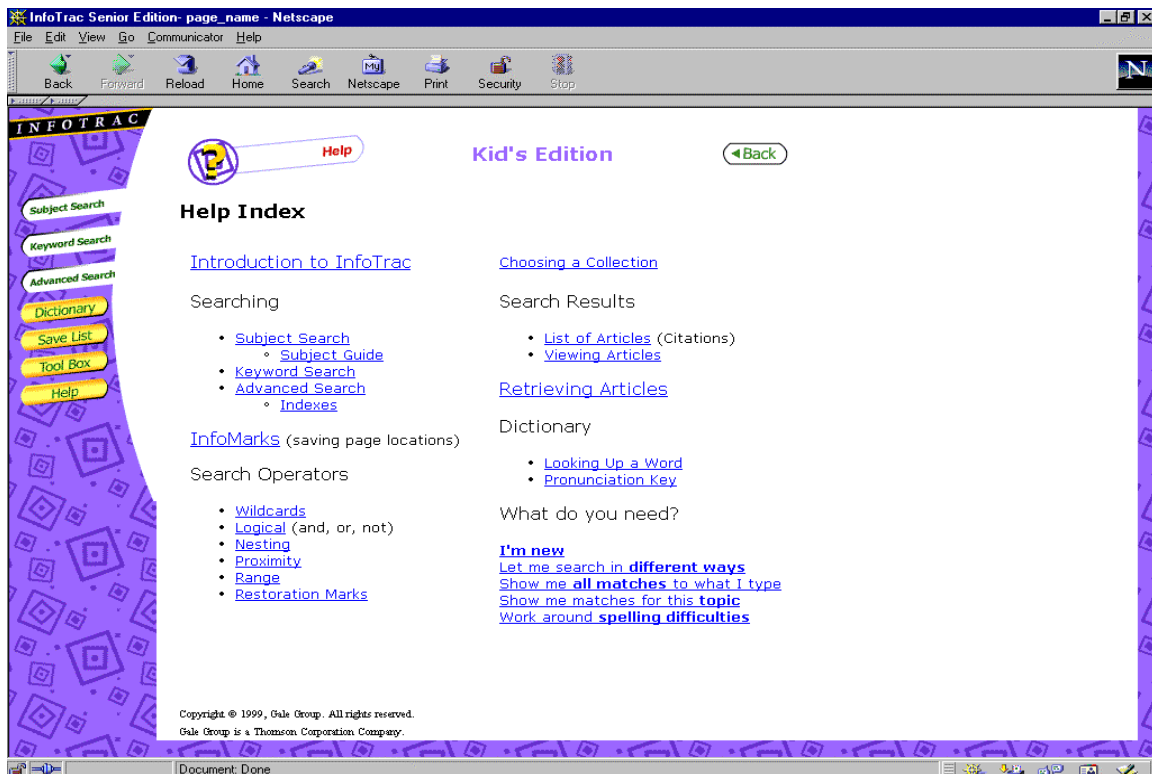 InfoTrac Senior Edition- page_name - Netscape
File Edit View Go Communicator Help
Back Forward Reload Home Search Netscape Print Security Stop
My
N
INFOTRAC
Help
Kid's Edition
Back
Subject Search
Keyword Search
Advanced Search
Dictionary
Save List
Tool Box
Help
Help Index
Introduction to InfoTrac
Searching
• Subject Search
◦ Subject Guide
• Keyword Search
• Advanced Search
◦ Indexes
InfoMarks (saving page locations)
Search Operators
• Wildcards
• Logical (and, or, not)
• Nesting
• Proximity
• Range
• Restoration Marks
Choosing a Collection
Search Results
• List of Articles (Citations)
• Viewing Articles
Retrieving Articles
Dictionary
• Looking Up a Word
• Pronunciation Key
What do you need?
I'm new
Let me search in different ways
Show me all matches to what I type
Show me matches for this topic
Work around spelling difficulties
Copyright © 1999, Gale Group. All rights reserved.
Gale Group is a Thomson Corporation Company.
Document: Done